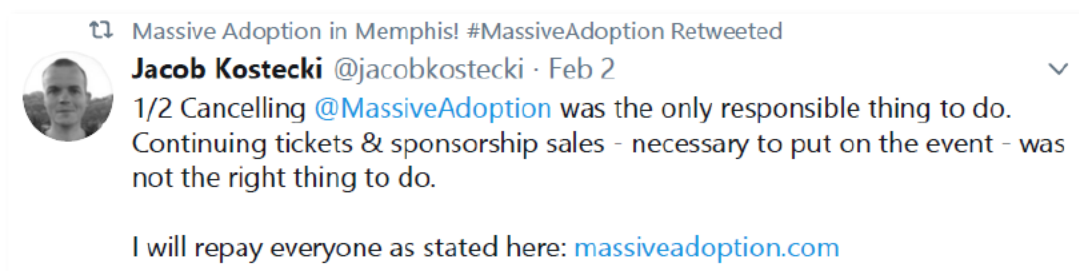 Massive Adoption in Memphis! #MassiveAdoption Retweeted
Jacob Kostecki @jacobkostecki · Feb 2
1/2 Cancelling @MassiveAdoption was the only responsible thing to do.
Continuing tickets & sponsorship sales - necessary to put on the event - was
not the right thing to do.
I will repay everyone as stated here: massiveadoption.com